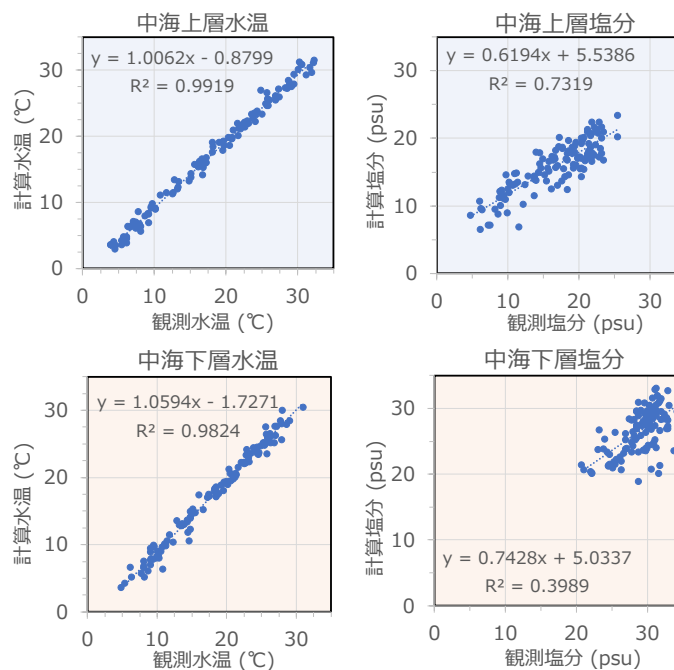 中海上層水温
y = 1.0062x - 0.8799
R² = 0.9919
計算水温 (℃)
30
20
10
0
0 10 20 30
観測水温 (℃)
中海上層塩分
y = 0.6194x + 5.5386
R² = 0.7319
計算塩分 (psu)
30
20
10
0
0 10 20 30
観測塩分 (psu)
中海下層水温
y = 1.0594x - 1.7271
R² = 0.9824
計算水温 (℃)
30
20
10
0
0 10 20 30
観測水温 (℃)
中海下層塩分
y = 0.7428x + 5.0337
R² = 0.3989
計算塩分 (psu)
30
20
10
0
0 10 20 30
観測塩分 (psu)